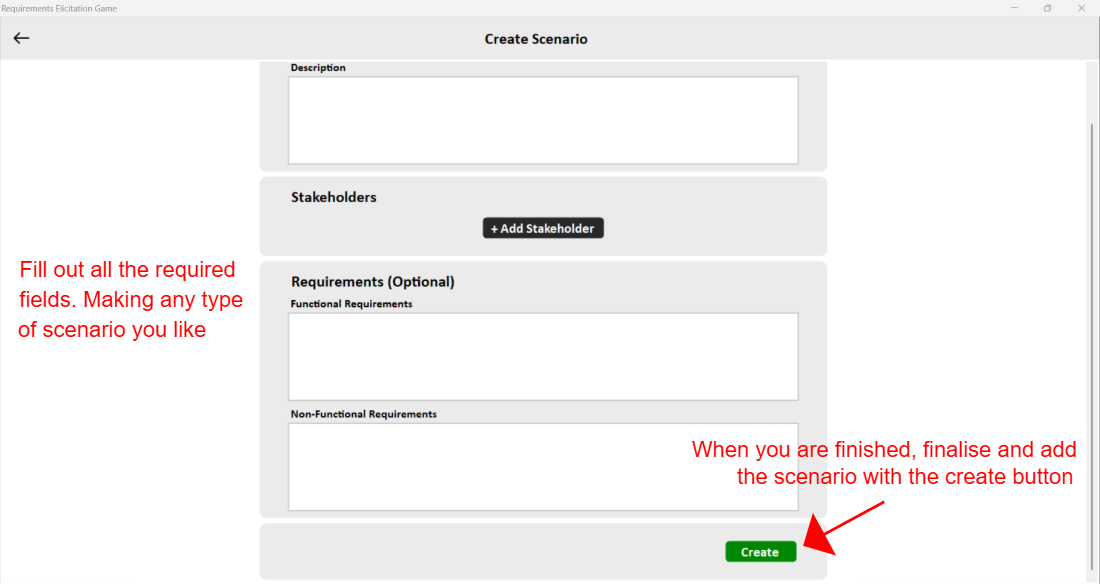 Requirements Elicitation Game
Create Scenario
Description
Stakeholders
+ Add Stakeholder
Fill out all the required
fields. Making any type
of scenario you like
Requirements (Optional)
Functional Requirements
Non-Functional Requirements
When you are finished, finalise and add
the scenario with the create button
Create